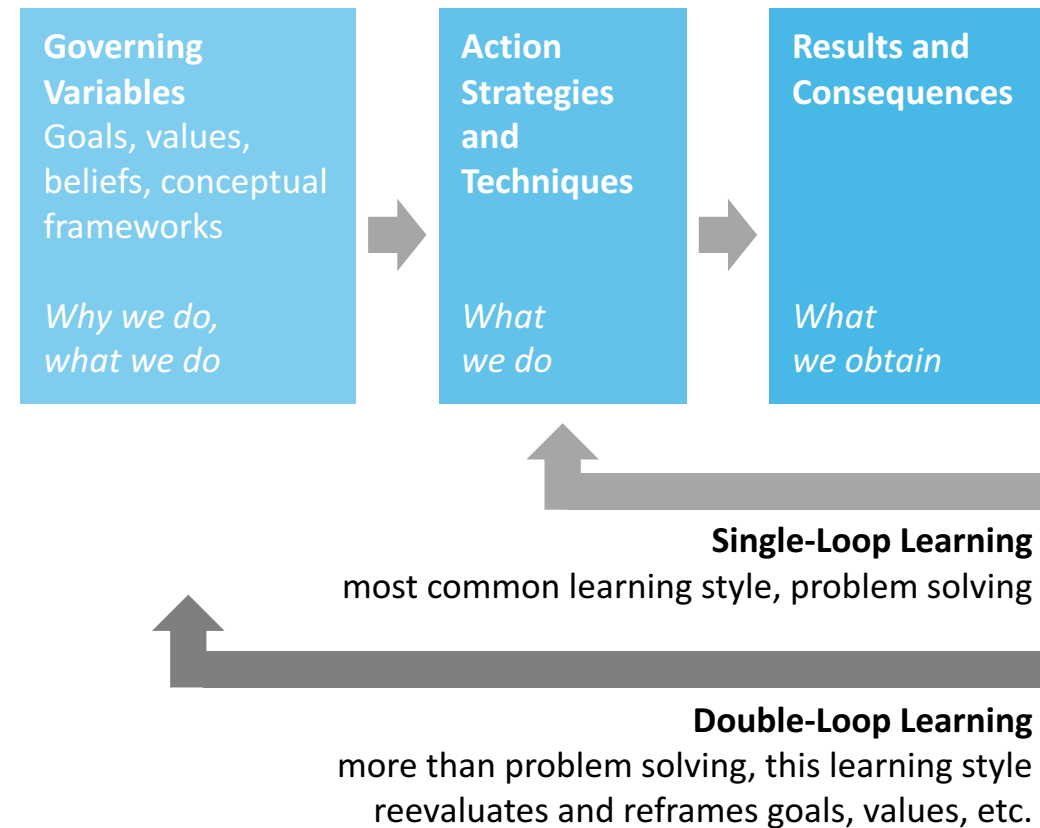 Governing
Variables
Goals, values,
beliefs, conceptual
frameworks
Why we do,
what we do
Action
Strategies
and
Techniques
What
we do
Results and
Consequences
What
we obtain
Single-Loop Learning
most common learning style, problem solving
Double-Loop Learning
more than problem solving, this learning style
reevaluates and reframes goals, values, etc.